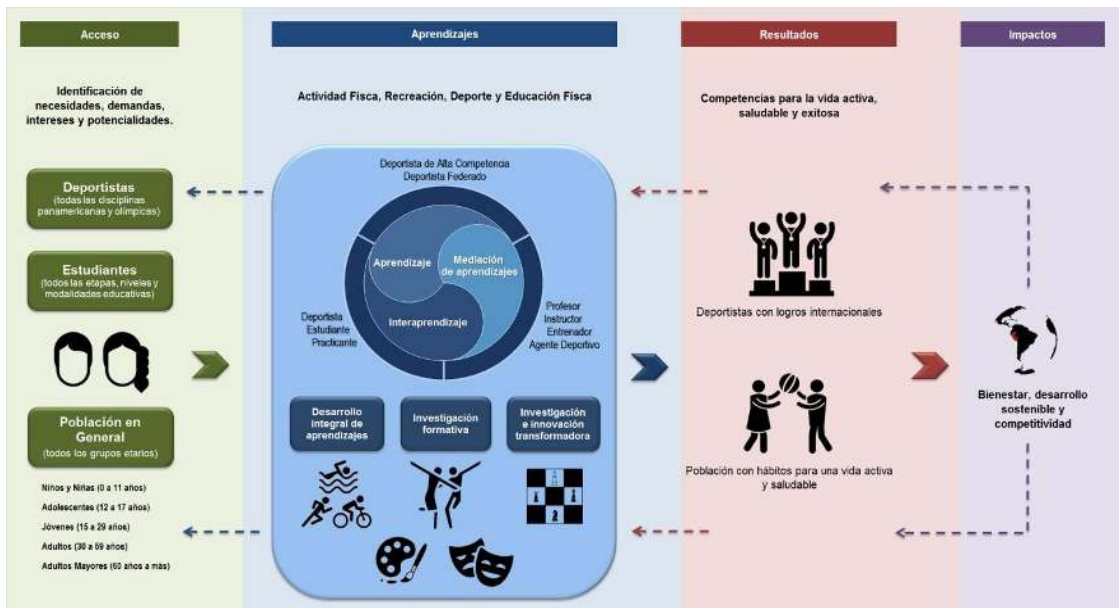 Acceso
Aprendizajes
Resultados
Impactos
Identificación de
necesidades, demandas,
intereses y potencialidades.
Deportistas
(todas las disciplinas
panamericanas y olímpicas)
Estudiantes
(todos las etapas, niveles y
modalidades educativas)
Población en
General
(todos los grupos etarios)
Ninos y Niñas (0 a 11 años)
Adolescentes (12 a 17 años)
Jóvenes (15 a 29 años)
Adultos (30 a 59 años)
Adultos Mayores (60 años a más)
Actividad Fisca, Recreación, Deporte y Educación Fisca
Deportista de Alta Competencia
Deportista Federado
Aprendizaje
Mediación
de aprendizajes
Interaprendizaje
Deportista
Estudiante
Practicante
Profesor
Instructor
Entrenador
Agente Deportivo
Desarrollo
integral de
aprendizajes
Investigación
formativa
Investigación
e innovación
transformadora
Competencias para la vida activa,
saludable y exitosa
Deportistas con logros internacionales
Población con hábitos para una vida activa
y saludable
Bienestar, desarrollo
sostenible y
competitividad